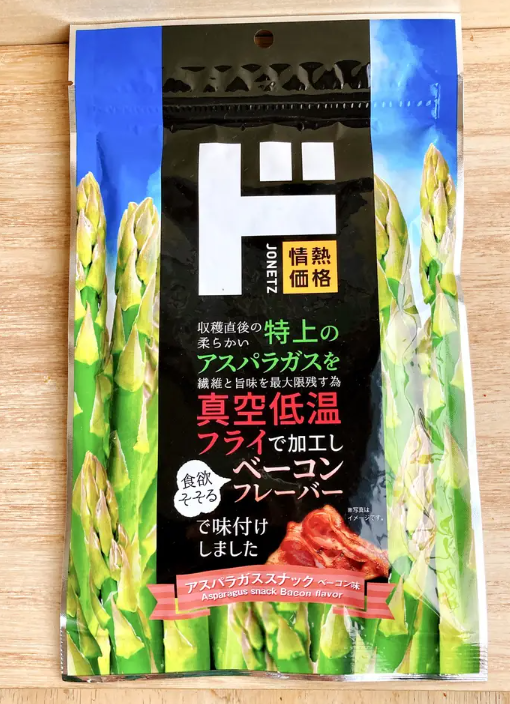 ド
JONETZ
情熱
価格
収穫直後の
柔らかい
特上の
アスパラガスを
繊維と旨味を最大限残す為
真空低温
フライで加工し
食欲
そそる
ベーコン
フレーバー
※写真は
イメージです。
で味付け
しました
アスパラガススナック ベーコン味
Asparagus snack Bacon flavor